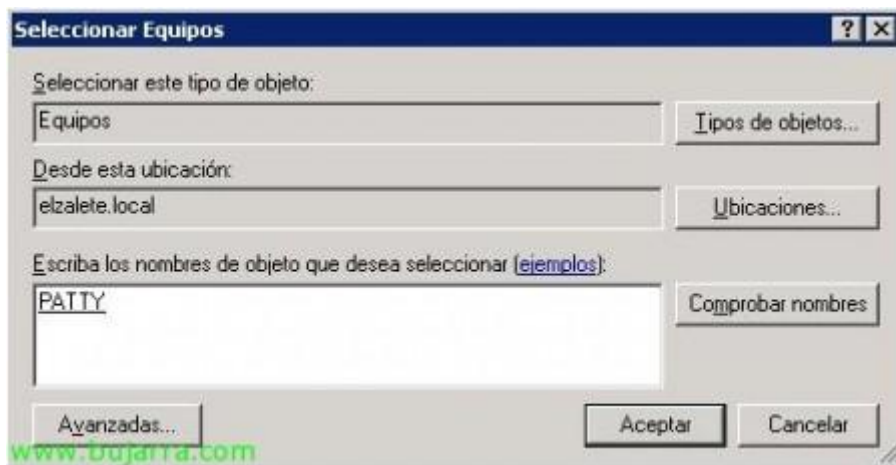 Seleccionar Equipos
Seleccionar este tipo de objeto:
Equipos
Tipos de objetos...
Desde esta ubicación:
elzalete.local
Ubicaciones...
Escriba los nombres de objeto que desea seleccionar (ejemplos):
PATTY
Comprobar nombres
Avanzadas...
Aceptar
Cancelar
www.bujarra.com